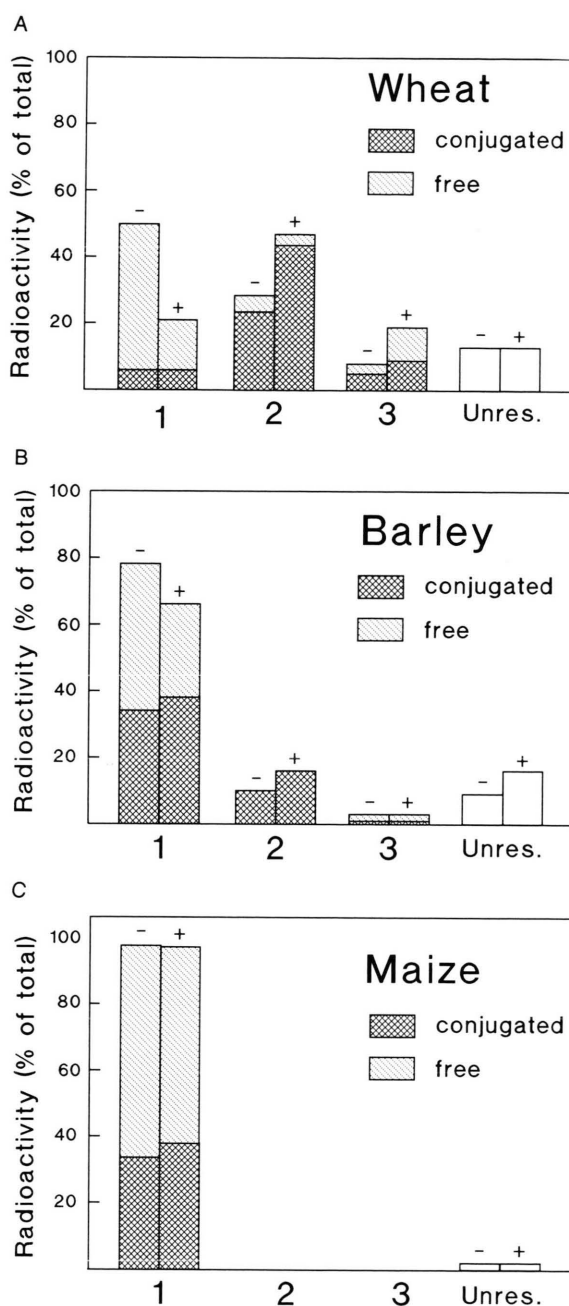 A
Radioactivity (% of total)
100
80
60
40
20
Wheat
conjugated
free
- + - + - + - +
1 2 3 Unres.
B
Radioactivity (% of total)
100
80
60
40
20
Barley
conjugated
free
- + - + - + - +
1 2 3 Unres.
C
Radioactivity (% of total)
100
80
60
40
20
Maize
conjugated
free
- + - +
1 2 3 Unres.